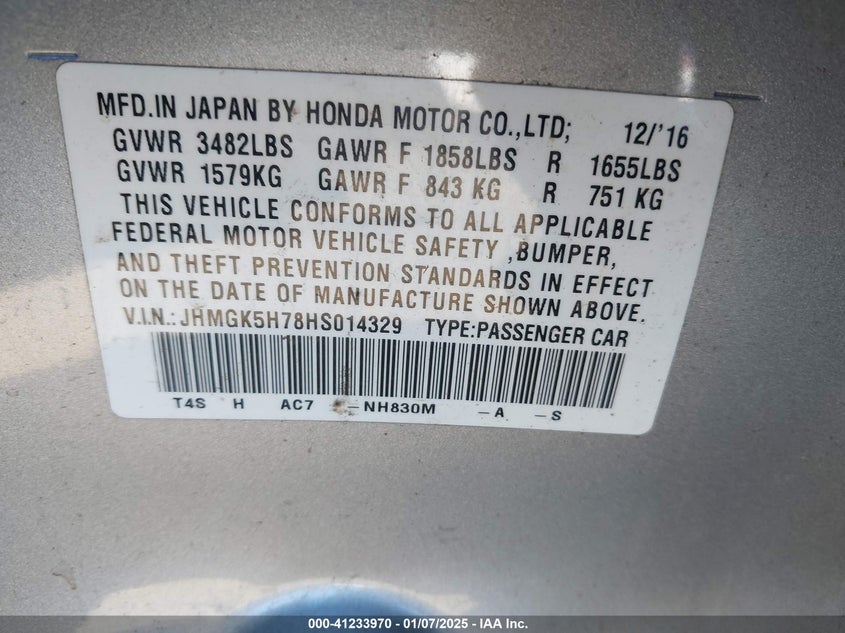 MFD.IN JAPAN BY HONDA MOTOR CO.,LTD; 12/'16
GVWR 3482LBS GAWR F 1858LBS R 1655LBS
GVWR 1579KG GAWR F 843 KG R 751 KG
THIS VEHICLE CONFORMS TO ALL APPLICABLE
FEDERAL MOTOR VEHICLE SAFETY ,BUMPER,
AND THEFT PREVENTION STANDARDS IN EFFECT
ON THE DATE OF MANUFACTURE SHOWN ABOVE.
V.I.N.:JHMGK5H78HS014329 TYPE:PASSENGER CAR
T4S H AC7 -NH830M -A -S
000-41233970 - 01/07/2025 - IAA Inc.